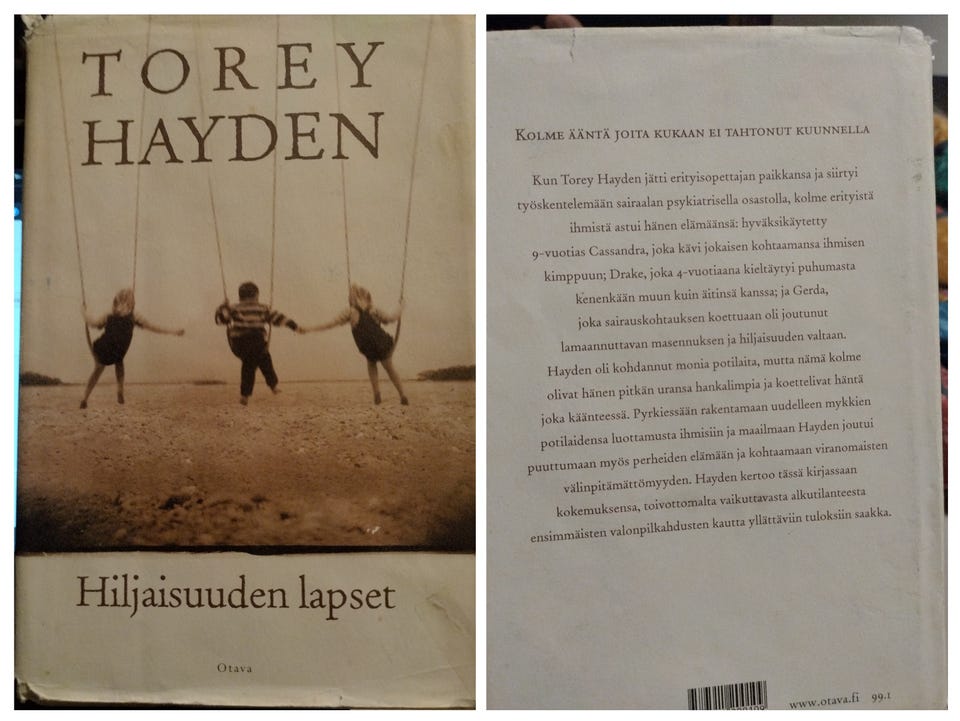 TOREY
HAYDEN
Hiljaisuuden lapset
Otava
KOLME ÄÄNTÄ JOITA KUKAAN EI TAHTONUT KUUNNELLA
Kun Torey Hayden jätti erityisopettajan paikkansa ja siirtyi
työskentelemään sairaalan psykiatrisella osastolla, kolme erityistä
ihmistä astui hänen elämäänsä: hyväksikäytetty
9-vuotias Cassandra, joka kävi jokaisen kohtaamansa ihmisen
kimppuun; Drake, joka 4-vuotiaana kieltäytyi puhumasta
kenenkään muun kuin äitinsä kanssa; ja Gerda,
joka sairauskohtauksen koettuaan oli joutunut
lamaannuttavan masennuksen ja hiljaisuuden valtaan.
Hayden oli kohdannut monia potilaita, mutta nämä kolme
olivat hänen pitkän uransa hankalimpia ja koettelivat häntä
joka käänteessä. Pyrkiessään rakentamaan uudelleen mykkien
potilaidensa luottamusta ihmisiin ja maailmaan Hayden joutui
puuttumaan myös perheiden elämään ja kohtaamaan viranomaisten
välinpitämättömyyden. Hayden kertoo tässä kirjassaan
kokemuksensa, toivottomalta vaikuttavasta alkutilanteesta
ensimmäisten valonpilkahdusten kautta yllättäviin tuloksiin saakka.
www.otava.fi 99.1